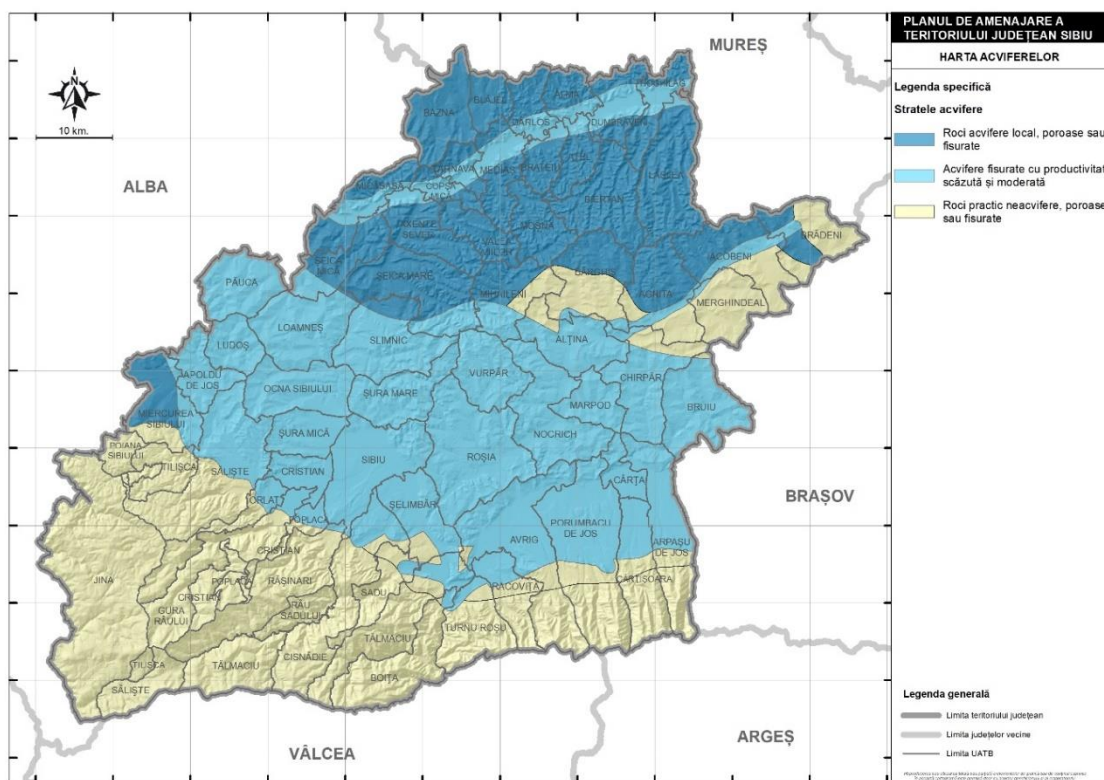 PLANUL DE AMENAJARE A
TERITORIULUI JUDEȚEAN SIBIU
HARTA ACVIFERELOR
Legenda specifică
Stratele acvifere
Roci acvifere local, poroase sau
fisurate
Acvifere fisurate cu productivitat
scăzută și moderată
Roci practic neacvifere, poroase
sau fisurate
Legenda generală
Limita teritoriului județean
Limita județelor vecine
Limita UATB
10 km.
MUREȘ
ALBA
BRAȘOV
ARGEȘ
VÂLCEA
BAZNA
BLAJEL
DUMBRĂVENI
TÂRNAVA
MEDIAȘ
BRATEIU
COPȘA
MICĂ
BIERTAN
LASLEA
MOȘNA
VALEA
VIILOR
ȘEICA
MICĂ
ȘEICA MARE
MIHĂILENI
BÂRGHIȘ
AGNITA
IACOBENI
BRĂDENI
MERGHINDEAL
PĂUCA
LOAMNEȘ
SLIMNIC
LUDOȘ
ALȚINA
VURPĂR
CHIRPĂR
APOLDU
DE JOS
OCNA SIBIULUI
ȘURA MARE
MARPOD
BRUIU
MIERCUREA
SIBIULUI
ȘURA MICĂ
NOCRICH
POIANA
SIBIULUI
TILIȘCA
SĂLIȘTE
CRISTIAN
SIBIU
ROȘIA
CÂRȚA
ORLAT
ȘELIMBĂR
POPLACA
AVRIG
PORUMBACU
DE JOS
ARPAȘU
DE JOS
CRISTIAN
JINA
POPLACA
RĂȘINARI
CRISTIAN
SADU
RACOVIȚA
CÂRȚIȘOARA
GURA
RÂULUI
RÂU
SADULUI
TURNU ROȘU
TĂLMACIU
TILIȘCA
TĂLMACIU
CISNĂDIE
BOIȚA
SĂLIȘTE